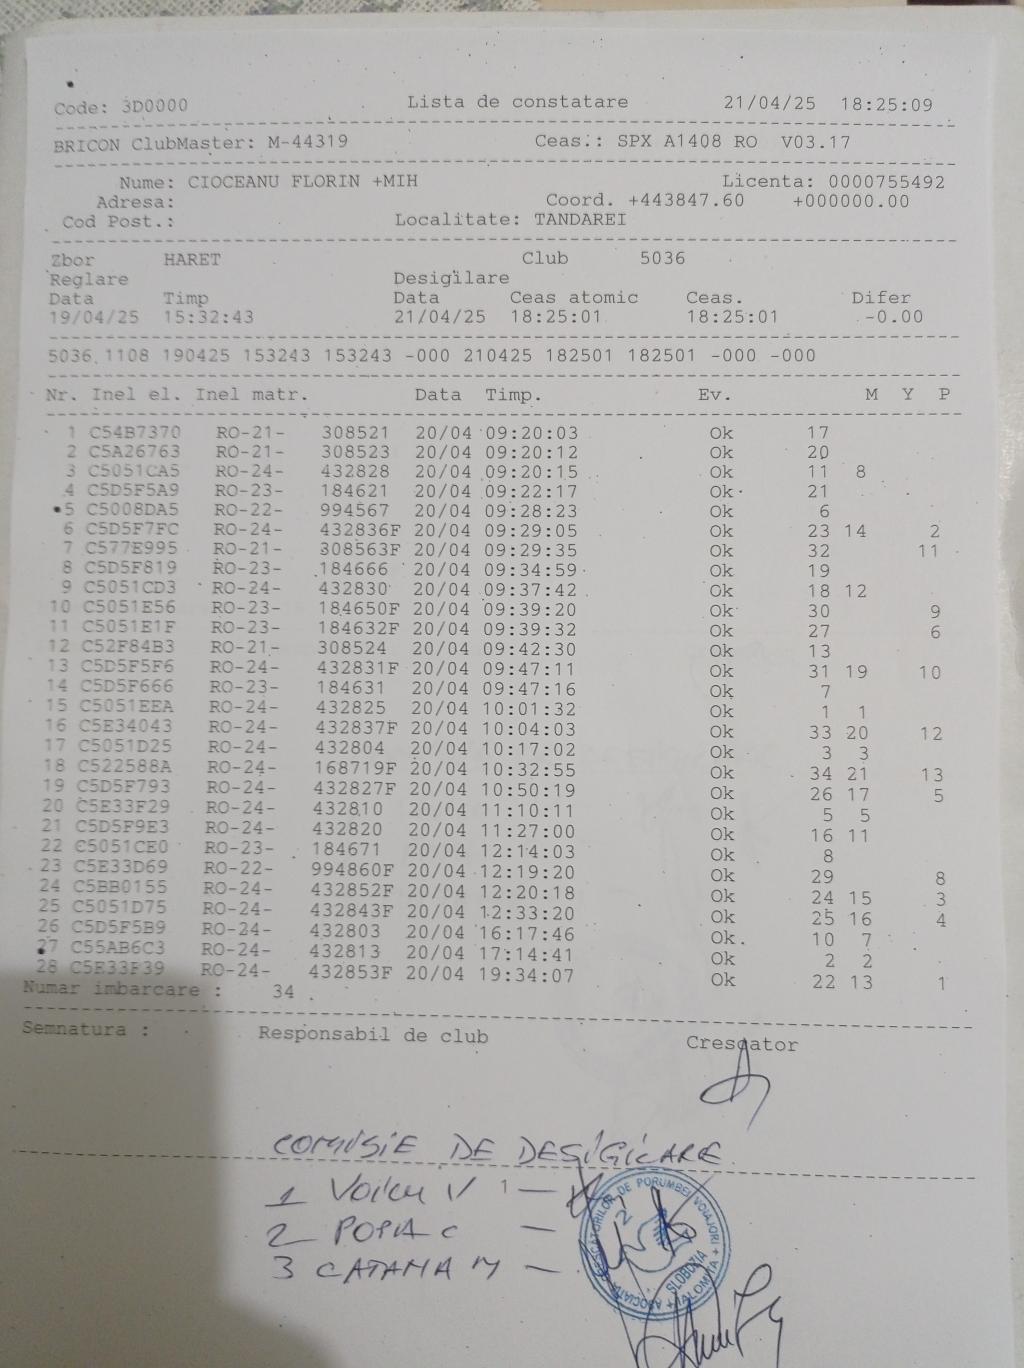 Code: 3D0000 Lista de constatare 21/04/25 18:25:09
BRICON ClubMaster: M-44319 Ceas.: SPX A1408 RO V03.17
Nume: CIOCEANU FLORIN +MIH Licenta: 0000755492
Adresa: Coord. +443847.60 +000000.00
Cod Post.: Localitate: TANDAREI
Zbor HARET Club 5036
Reglare Desigilare
Data Timp Data Ceas atomic Ceas. Difer
19/04/25 15:32:43 21/04/25 18:25:01 18:25:01 -0.00
5036 1108 190425 153243 153243 -000 210425 182501 182501 -000 -000
Nr. Inel el. Inel matr. Data Timp. Ev. M Y P
1 C54B7370 RO-21- 308521 20/04 09:20:03 Ok 17
2 C5A26763 RO-21- 308523 20/04 09:20:12 Ok 20
3 C5051CA5 RO-24- 432828 20/04 09:20:15 Ok 11 8
4 C5D5F5A9 RO-23- 184621 20/04 09:22:17 Ok 21
5 C5008DA5 RO-22- 994567 20/04 09:28:23 Ok 6
6 C5D5F7FC RO-24- 432836F 20/04 09:29:05 Ok 23 14 2
7 C577E995 RO-21- 308563F 20/04 09:29:35 Ok 32 11
8 C5D5F819 RO-23- 184666 20/04 09:34:59 Ok 19
9 C5051CD3 RO-24- 432830 20/04 09:37:42 Ok 18 12
10 C5051E56 RO-23- 184650F 20/04 09:39:20 Ok 30 9
11 C5051E1F RO-23- 184632F 20/04 09:39:32 Ok 27 6
12 C52F84B3 RO-21- 308524 20/04 09:42:30 Ok 13
13 C5D5F5F6 RO-24- 432831F 20/04 09:47:11 Ok 31 19 10
14 C5D5F666 RO-23- 184631 20/04 09:47:16 Ok 7
15 C5051EEA RO-24- 432825 20/04 10:01:32 Ok 1 1
16 C5E34043 RO-24- 432837F 20/04 10:04:03 Ok 33 20 12
17 C5051D25 RO-24- 432804 20/04 10:17:02 Ok 3 3
18 C522588A RO-24- 168719F 20/04 10:32:55 Ok 34 21 13
19 C5D5F793 RO-24- 432827F 20/04 10:50:19 Ok 26 17 5
20 C5E33F29 RO-24- 432810 20/04 11:10:11 Ok 5 5
21 C5D5F9E3 RO-24- 432820 20/04 11:27:00 Ok 16 11
22 C5051CE0 RO-23- 184671 20/04 12:14:03 Ok 8
23 C5E33D69 RO-22- 994860F 20/04 12:19:20 Ok 29 8
24 C5BB0155 RO-24- 432852F 20/04 12:20:18 Ok 24 15 3
25 C5051D75 RO-24- 432843F 20/04 12:33:20 Ok 25 16 4
26 C5D5F5B9 RO-24- 432803 20/04 16:17:46 Ok 10 7
27 C55AB6C3 RO-24- 432813 20/04 17:14:41 Ok 2 2
28 C5E33F39 RO-24- 432853F 20/04 19:34:07 Ok 22 13 1
Numar imbarcare : 34
Semnatura : Responsabil de club Crescator
COMISIE DE DESIGILARE
1 Voicu V
2 POPA C
3 CATANA M
ASOCIATIA CRESCATORILOR DE PORUMBEI VOIAJORI
2
SLOBOZIA
IALOMITA